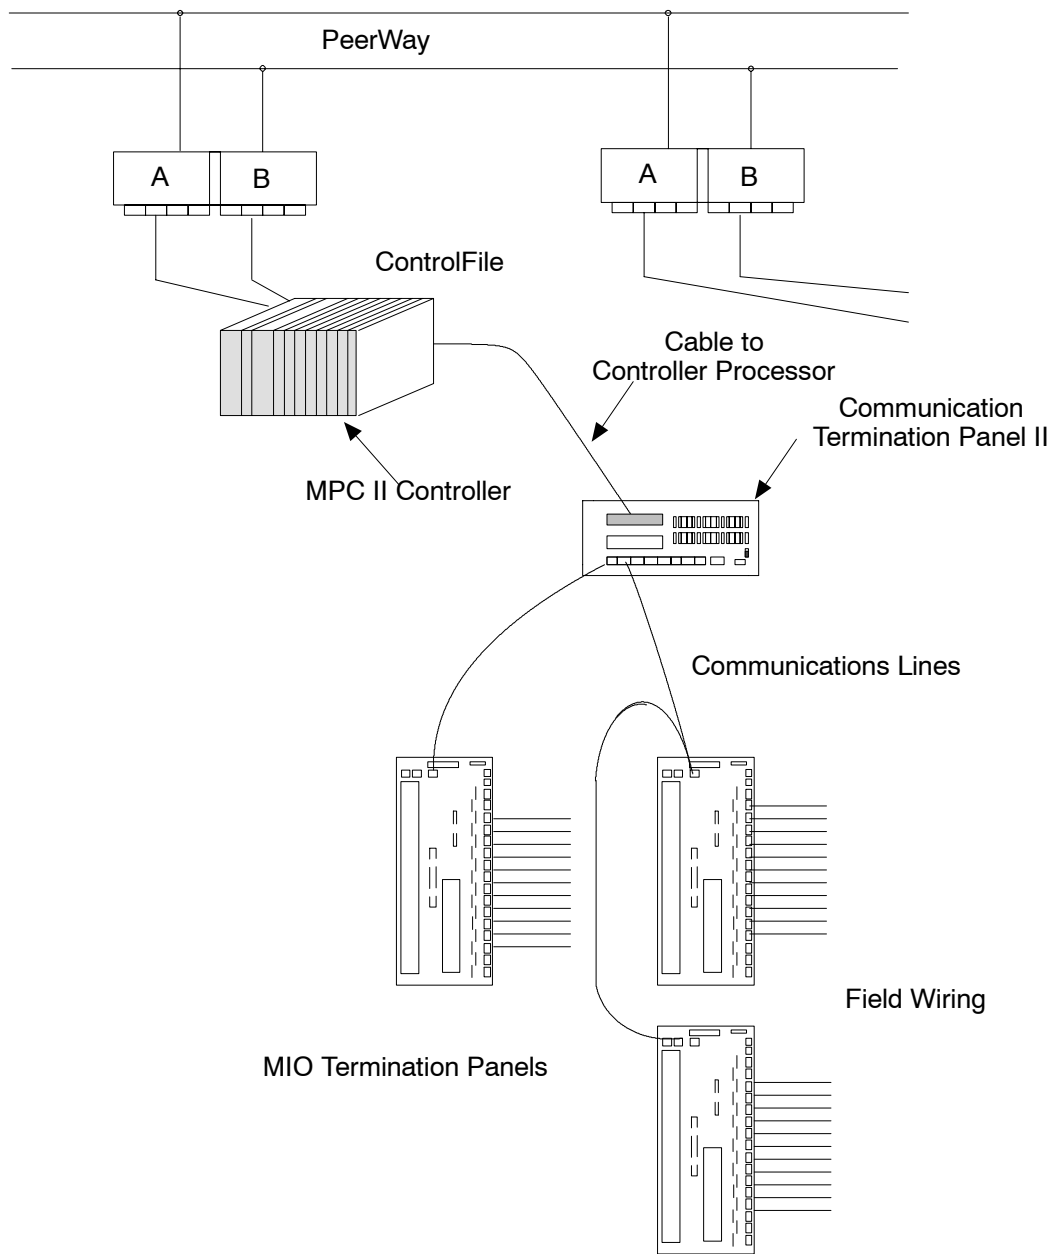 PeerWay
A
B
A
B
ControlFile
Cable to
Controller Processor
Communication
Termination Panel II
MPC II Controller
Communications Lines
Field Wiring
MIO Termination Panels